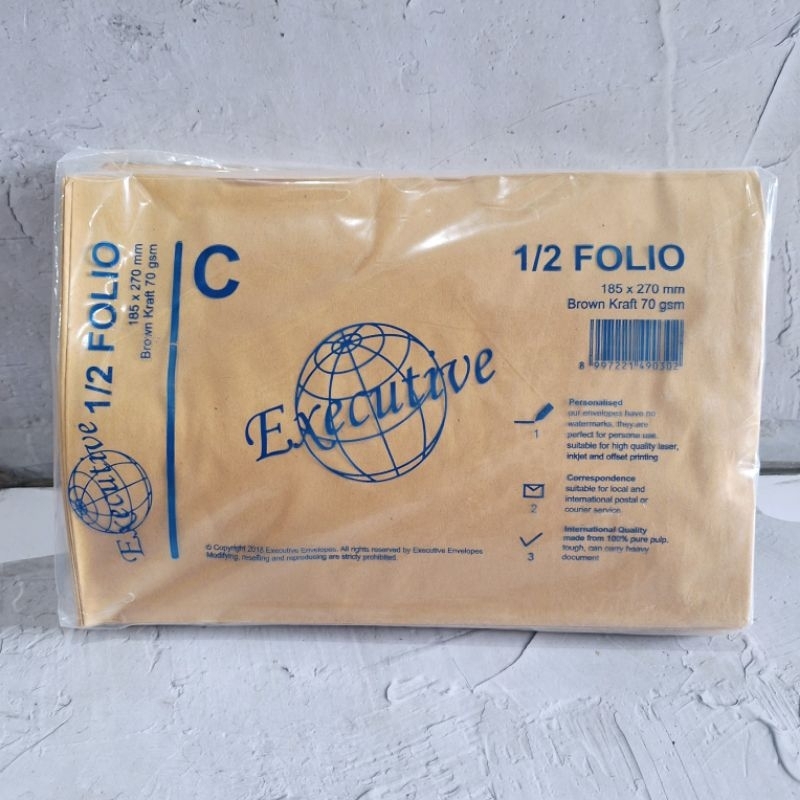 1/2 FOLIO
185 x 270 mm
Brown Kraft 70 gsm
Executive
C
Executive
1/2 FOLIO
185 x 270 mm
Brown Kraft 70 gsm
8 997221 490302
1
Personalised
our envelopes have no
watermarks, they are
perfect for persona use.
suitable for high quality laser,
inkjet and offset printing
2
Correspondence
suitable for local and
international postal or
courier service.
3
International Quality
made from 100% pure pulp.
tough, can carry heavy
document
© Copyright 2018 Executive Envelopes. All rights reserved by Executive Envelopes
Modifying, reselling and reproducing are stricly prohibited.